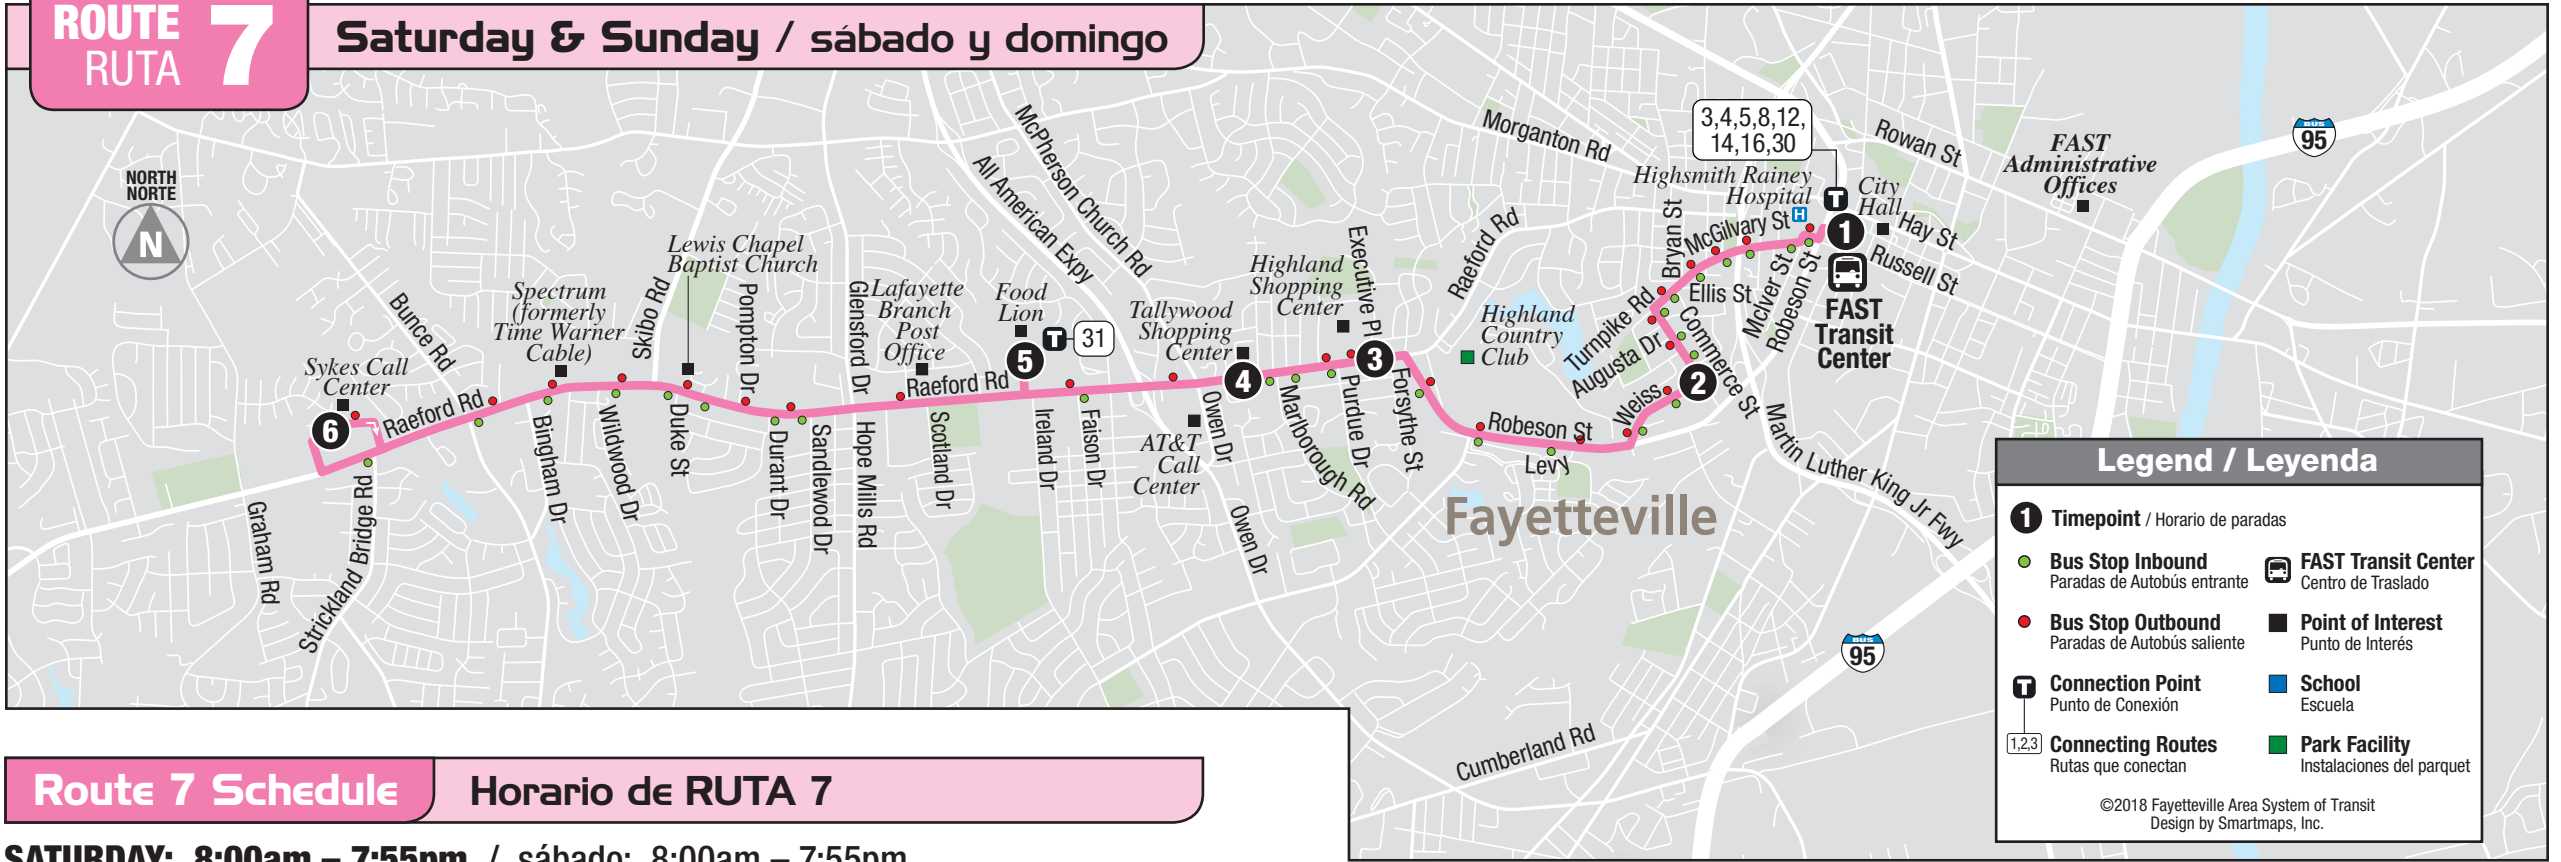 ROUTE
RUTA
7
Saturday & Sunday / sábado y domingo
NORTH
NORTE
N
McPherson Church Rd
All American Expy
Morganton Rd
3,4,5,8,12,
14,16,30
Rowan St
FAST
Administrative
Offices
BUS
95
Highsmith Rainey
Hospital
H
T
City
Hall
Hay St
Russell St
1
FAST
Transit
Center
McGilvary St
Bryan St
Ellis St
McIver St
Robeson St
Commerce St
Turnpike Rd
Augusta Dr
2
Weiss
Martin Luther King Jr Fwy
Raeford Rd
Highland
Country
Club
Executive Pl
Highland
Shopping
Center
3
Forsythe St
Robeson St
Levy
Purdue Dr
Marlborough Rd
Tallywood
Shopping
Center
4
Owen Dr
Owen Dr
AT&T
Call
Center
Food
Lion
T
31
5
Faison Dr
Ireland Dr
Raeford Rd
Scotland Dr
Lafayette
Branch
Post
Office
Glensford Dr
Hope Mills Rd
Sandlewood Dr
Durant Dr
Pompton Dr
Lewis Chapel
Baptist Church
Skibo Rd
Duke St
Wildwood Dr
Bingham Dr
Spectrum
(formerly
Time Warner
Cable)
Bunce Rd
Raeford Rd
Sykes Call
Center
6
Graham Rd
Strickland Bridge Rd
Fayetteville
BUS
95
Cumberland Rd
Legend / Leyenda
1 Timepoint / Horario de paradas
Bus Stop Inbound
Paradas de Autobús entrante
Bus Stop Outbound
Paradas de Autobús saliente
T Connection Point
Punto de Conexión
1,2,3 Connecting Routes
Rutas que conectan
FAST Transit Center
Centro de Traslado
Point of Interest
Punto de Interés
School
Escuela
Park Facility
Instalaciones del parquet
©2018 Fayetteville Area System of Transit
Design by Smartmaps, Inc.
Route 7 Schedule
Horario de RUTA 7
SATURDAY: 8:00am – 7:55pm / sábado: 8:00am – 7:55pm